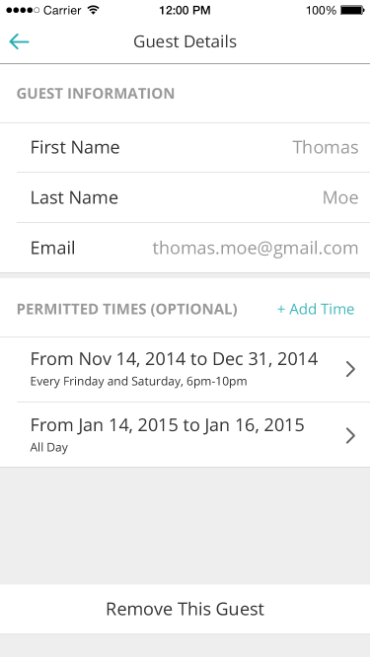 Carrier 12:00 PM 100%
Guest Details
GUEST INFORMATION
First Name Thomas
Last Name Moe
Email thomas.moe@gmail.com
PERMITTED TIMES (OPTIONAL) + Add Time
From Nov 14, 2014 to Dec 31, 2014
Every Frinday and Saturday, 6pm-10pm
From Jan 14, 2015 to Jan 16, 2015
All Day
Remove This Guest